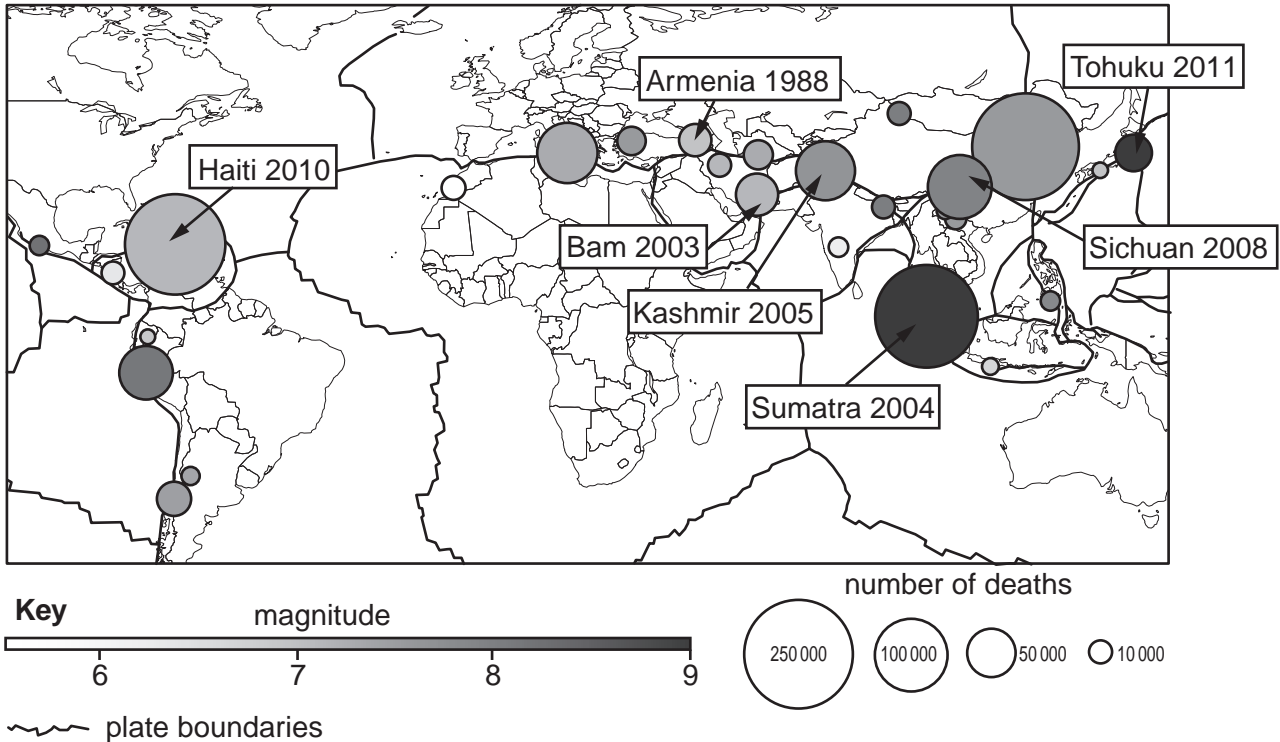 Tohuku 2011
Armenia 1988
Haiti 2010
Bam 2003
Sichuan 2008
Kashmir 2005
Sumatra 2004
number of deaths
Key
magnitude
250 000
100 000
50 000
10 000
6
7
8
9
plate boundaries